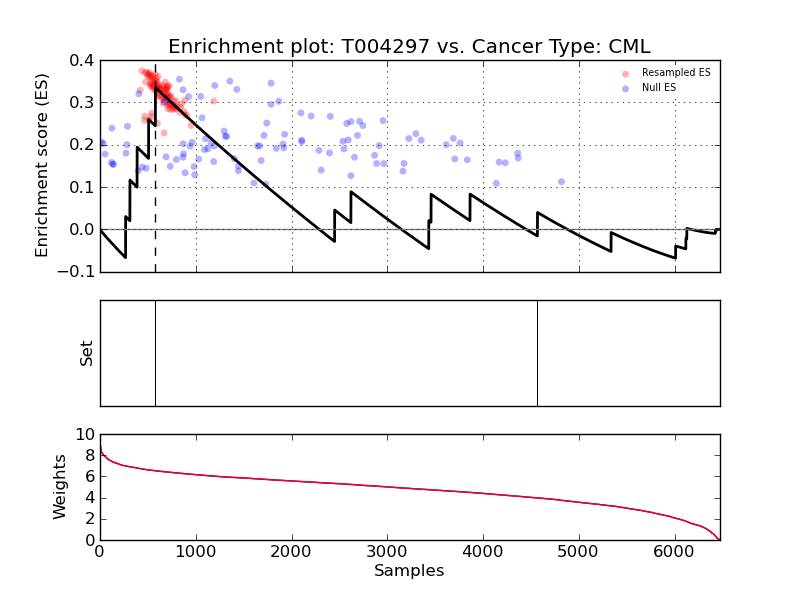 Enrichment plot: T004297 vs. Cancer Type: CML
Enrichment score (ES)
0.4
0.3
0.2
0.1
0.0
−0.1
Resampled ES
Null ES
Set
Weights
10
8
6
4
2
0
0 1000 2000 3000 4000 5000 6000
Samples